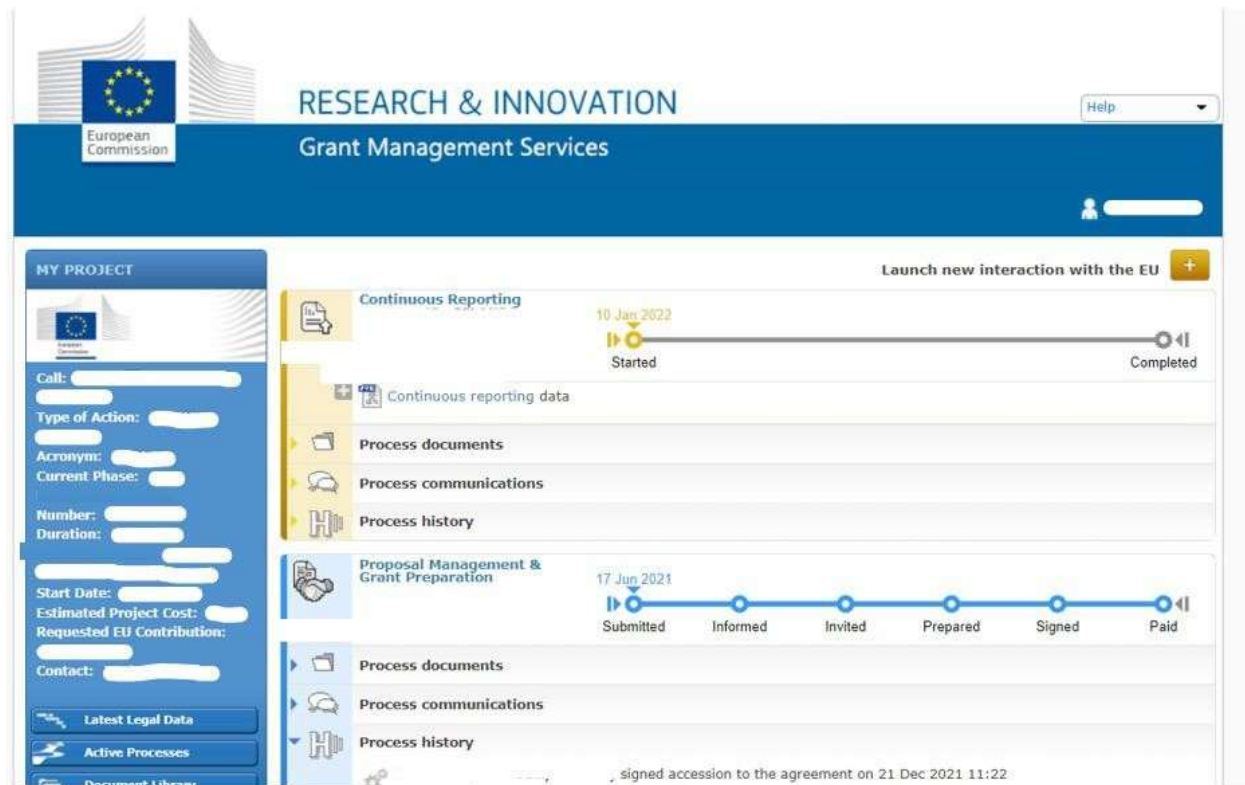 RESEARCH & INNOVATION
Help
European
Commission
Grant Management Services
MY PROJECT
Launch new interaction with the EU +
European
Commission
Call:
Type of Action:
Acronym:
Current Phase:
Number:
Duration:
Start Date:
Estimated Project Cost:
Requested EU Contribution:
Contact:
Latest Legal Data
Active Processes
Document Library
Continuous Reporting
10 Jan 2022
Started
Completed
Continuous reporting data
Process documents
Process communications
Process history
Proposal Management &
Grant Preparation
17 Jun 2021
Submitted Informed Invited Prepared Signed Paid
Process documents
Process communications
Process history
, signed accession to the agreement on 21 Dec 2021 11:22